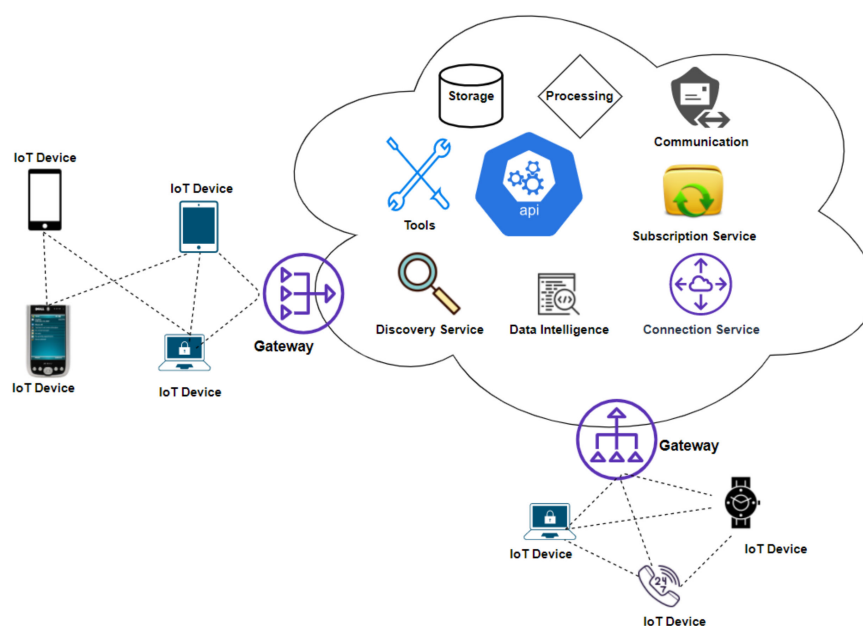 Storage
Processing
Communication
IoT Device
IoT Device
Tools
api
Subscription Service
Gateway
Discovery Service
Data Intelligence
Connection Service
IoT Device
IoT Device
Gateway
IoT Device
IoT Device
24
7
IoT Device